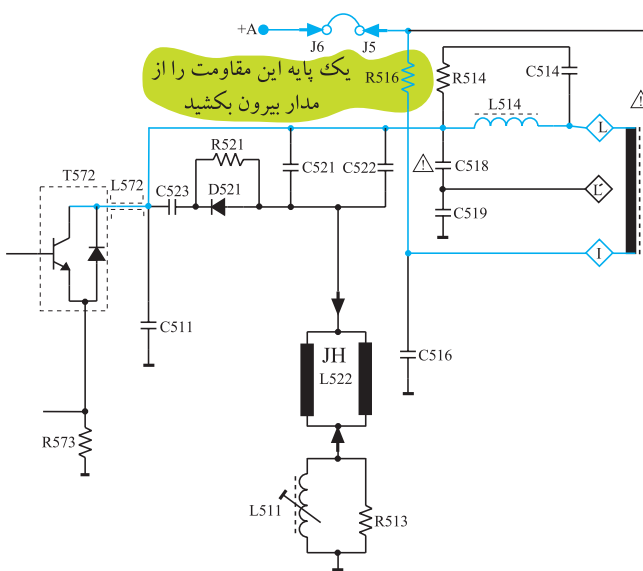 +A
J6 J5
یک پایه این مقاومت را از
مدار بیرون بکشید
R516
R514
C514
L514
L
R521
C521
C522
C518
T572
L572
C523
D521
L′
C519
I
C511
JH
L522
C516
R573
L511
R513